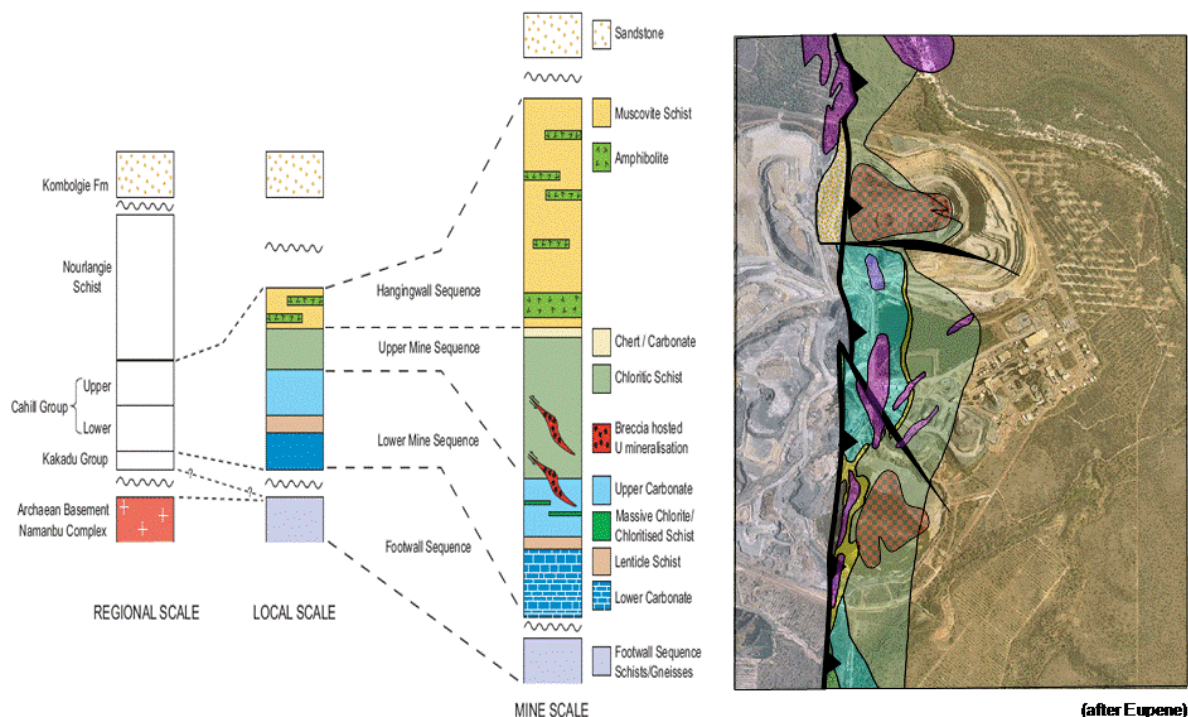 Kombolgie Fm
Nourlangie
Schist
Upper
Cahill Group
Lower
Kakadu Group
?
?
Archaean Basement
Namanbu Complex
REGIONAL SCALE
LOCAL SCALE
Hangingwall Sequence
Upper Mine Sequence
Lower Mine Sequence
Footwall Sequence
MINE SCALE
Sandstone
Muscovite Schist
Amphibolite
Chert / Carbonate
Chloritic Schist
Breccia hosted
U mineralisation
Upper Carbonate
Massive Chlorite/
Chloritised Schist
Lenticle Schist
Lower Carbonate
Footwall Sequence
Schists/Gneisses
(after Eupene)